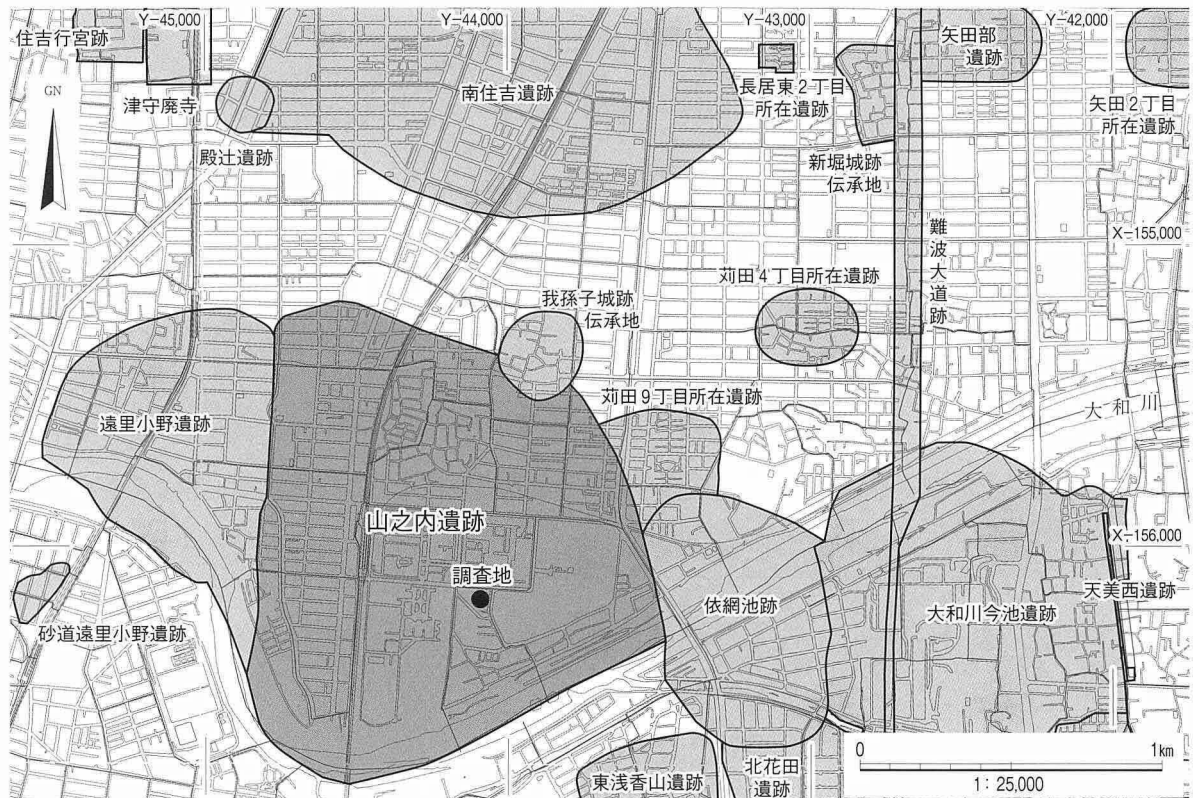 Y-45,000
Y-44,000
Y-43,000
Y-42,000
住吉行宮跡
矢田部
遺跡
GN
津守廃寺
南住吉遺跡
長居東2丁目
所在遺跡
矢田2丁目
所在遺跡
殿辻遺跡
新堀城跡
伝承地
難波大道跡
X-155,000
苅田4丁目所在遺跡
我孫子城跡
伝承地
大和川
苅田9丁目所在遺跡
遠里小野遺跡
山之内遺跡
X-156,000
調査地
依網池跡
大和川今池遺跡
天美西遺跡
砂道遠里小野遺跡
東浅香山遺跡
北花田
遺跡
0
1km
1:25,000